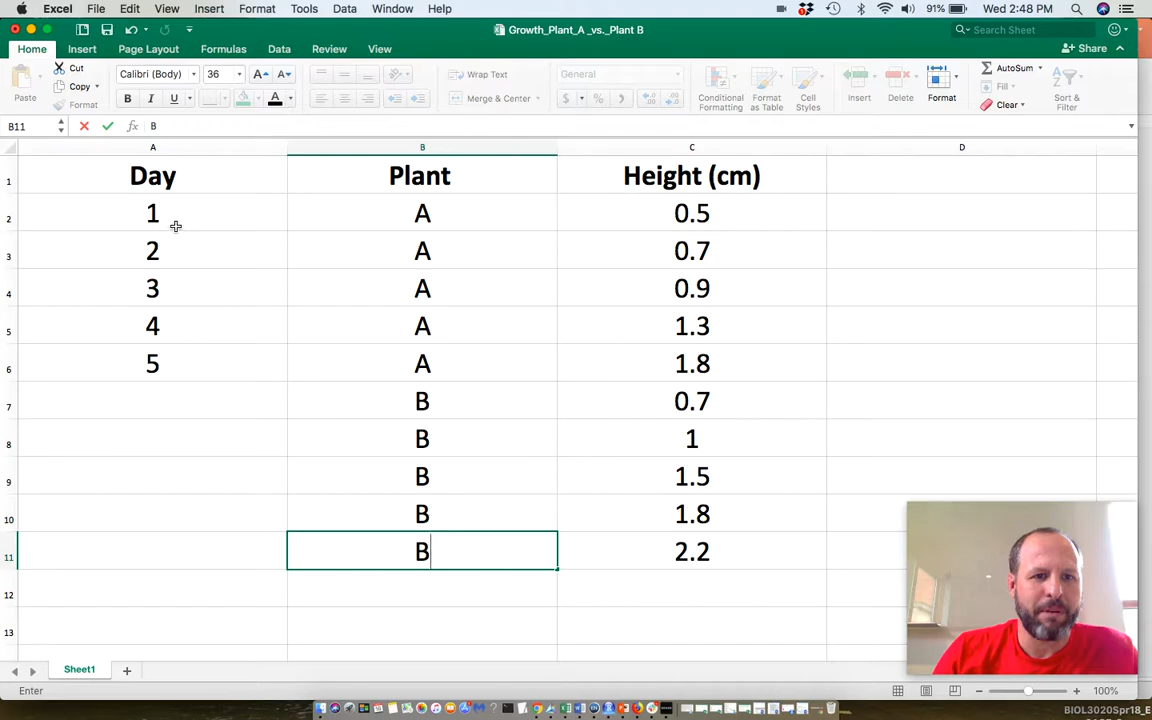 Excel File Edit View Insert Format Tools Data Window Help 91% Wed 2:48 PM
Growth_Plant_A _vs._Plant B Search Sheet
Home Insert Page Layout Formulas Data Review View Share
Paste Cut Copy Format Calibri (Body) 36 A A Wrap Text General Conditional Formatting Format as Table Cell Styles Insert Delete Format AutoSum Fill Clear Sort & Filter
B I U A Merge & Center $ % )
B11 fx B
A B C D
1 Day Plant Height (cm)
2 1 A 0.5
3 2 A 0.7
4 3 A 0.9
5 4 A 1.3
6 5 A 1.8
7 B 0.7
8 B 1
9 B 1.5
10 B 1.8
11 B 2.2
12
13
Sheet1 +
Enter 100%
BIOL3020Spr18_E